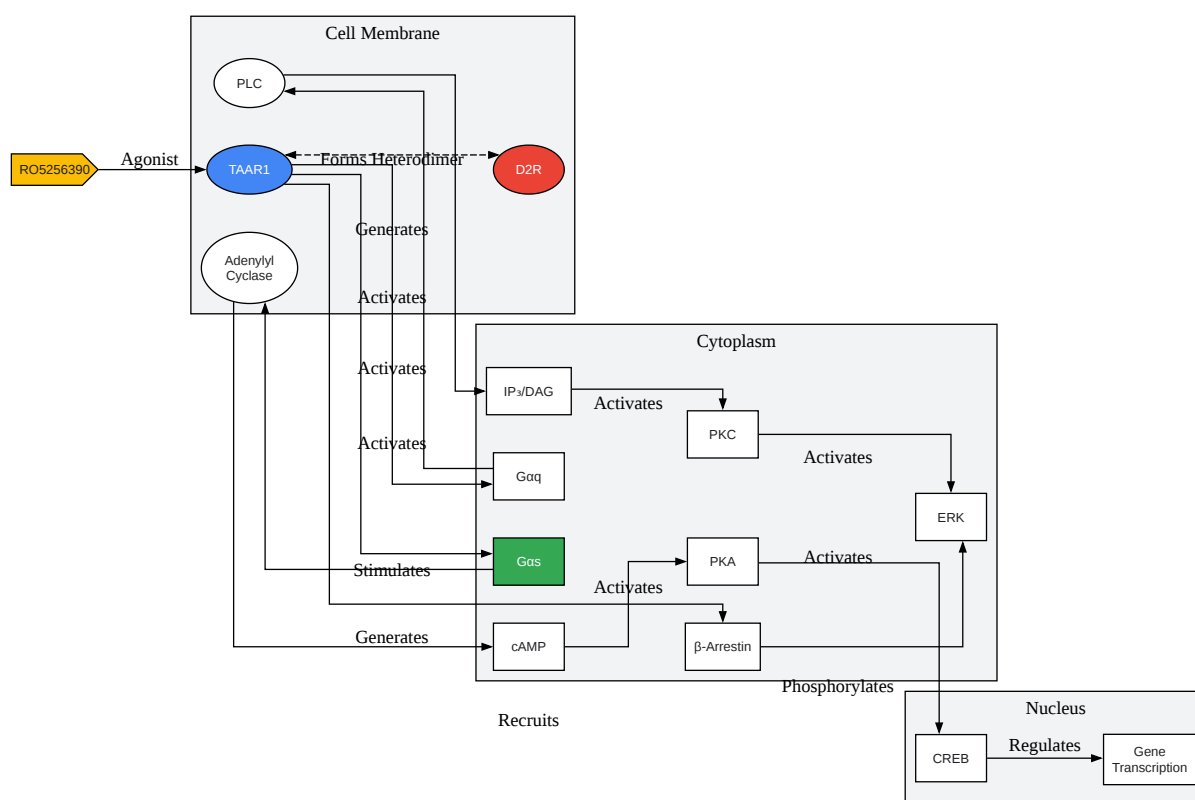 Cell Membrane
PLC
RO5256390
Agonist
TAAR1
Forms Heterodimer
D2R
Generates
Adenylyl
Cyclase
Activates
Cytoplasm
Activates
IP₃/DAG
Activates
PKC
Activates
Activates
Gαq
ERK
Gαs
Stimulates
PKA
Activates
Activates
Generates
cAMP
β-Arrestin
Phosphorylates
Recruits
Nucleus
CREB
Regulates
Gene
Transcription